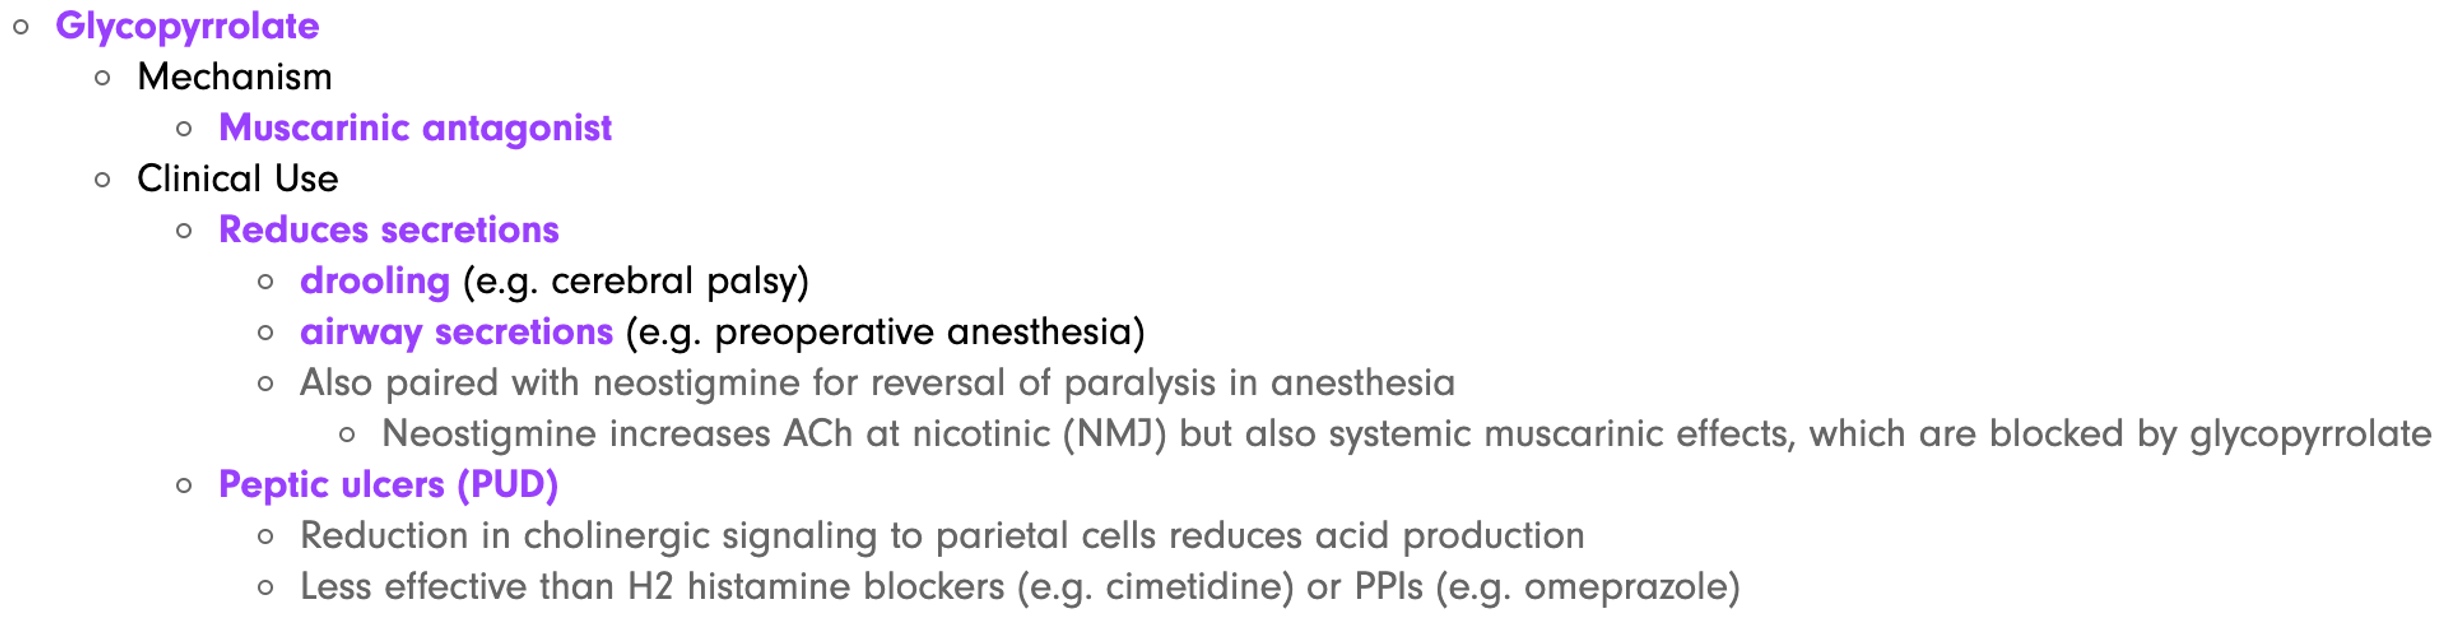 Glycopyrrolate
Mechanism
Muscarinic antagonist
Clinical Use
Reduces secretions
drooling (e.g. cerebral palsy)
airway secretions (e.g. preoperative anesthesia)
Also paired with neostigmine for reversal of paralysis in anesthesia
Neostigmine increases ACh at nicotinic (NMJ) but also systemic muscarinic effects, which are blocked by glycopyrrolate
Peptic ulcers (PUD)
Reduction in cholinergic signaling to parietal cells reduces acid production
Less effective than H2 histamine blockers (e.g. cimetidine) or PPIs (e.g. omeprazole)